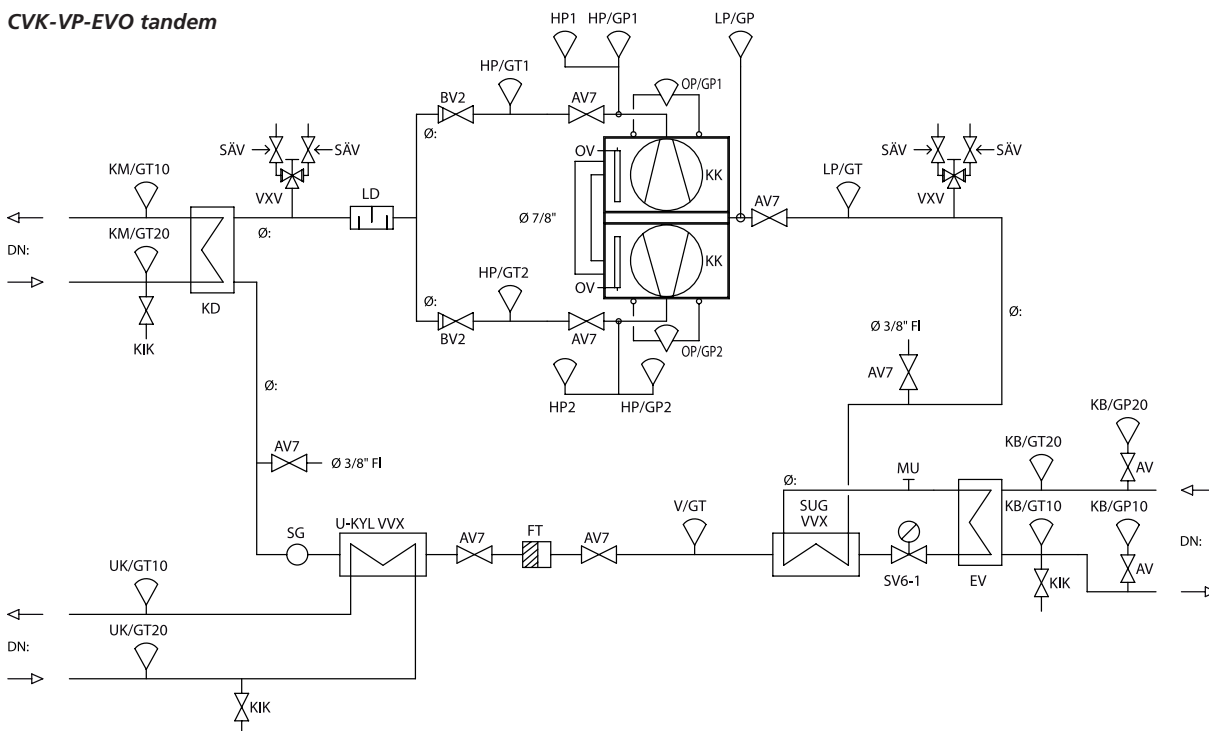 CVK-VP-EVO tandem
HP1
HP/GP1
LP/GP
HP/GT1
OP/GP1
BV2
AV7
Ø:
SÄV
SÄV
SÄV
SÄV
OV
KK
KM/GT10
VXV
LD
Ø 7/8"
AV7
LP/GT
VXV
Ø:
KM/GT20
DN:
HP/GT2
KK
Ø:
OV
KD
BV2
AV7
OP/GP2
Ø:
KIK
Ø 3/8" Fl
AV7
HP2
HP/GP2
Ø:
KB/GP20
AV7
Ø 3/8" Fl
KB/GT20
AV
MU
Ø:
SG
U-KYL VVX
AV7
FT
AV7
V/GT
SUG
VVX
KB/GT10
KB/GP10
DN:
SV6-1
EV
KIK
AV
UK/GT10
DN:
UK/GT20
KIK